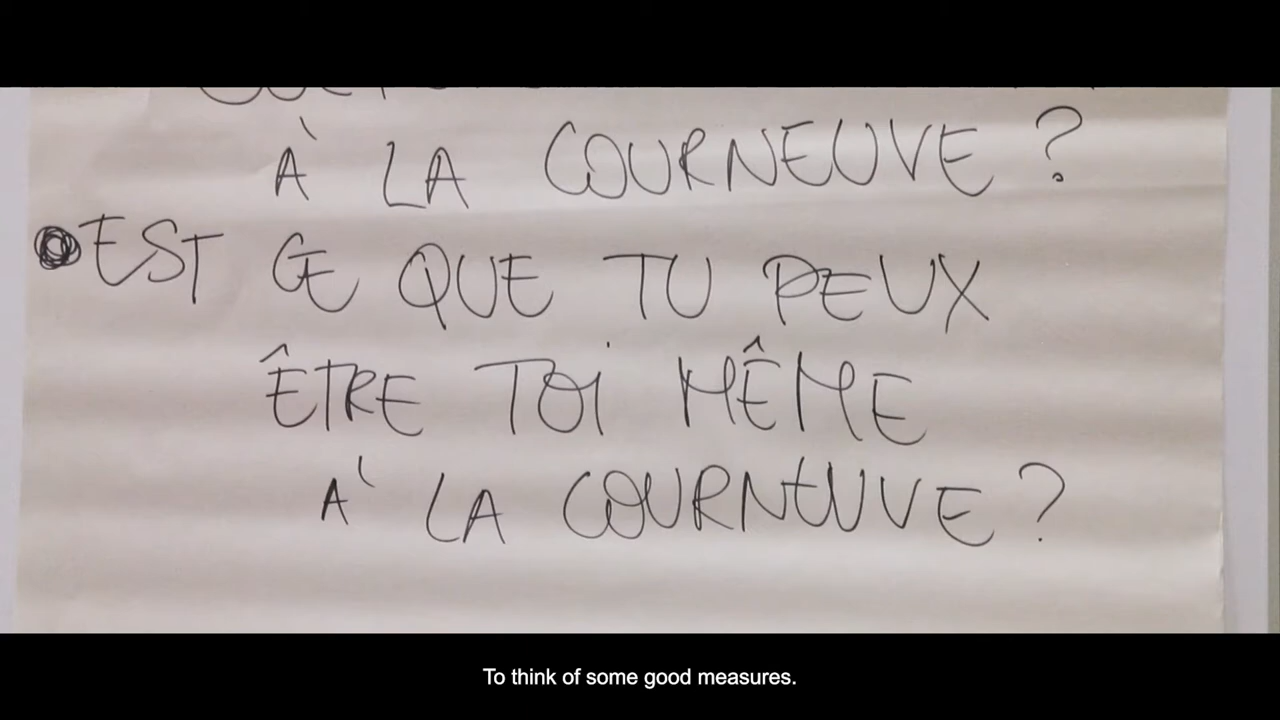 À LA COURNEUVE ?
EST CE QUE TU PEUX
ÊTRE TOI MÊME
À LA COURNEUVE ?
To think of some good measures.